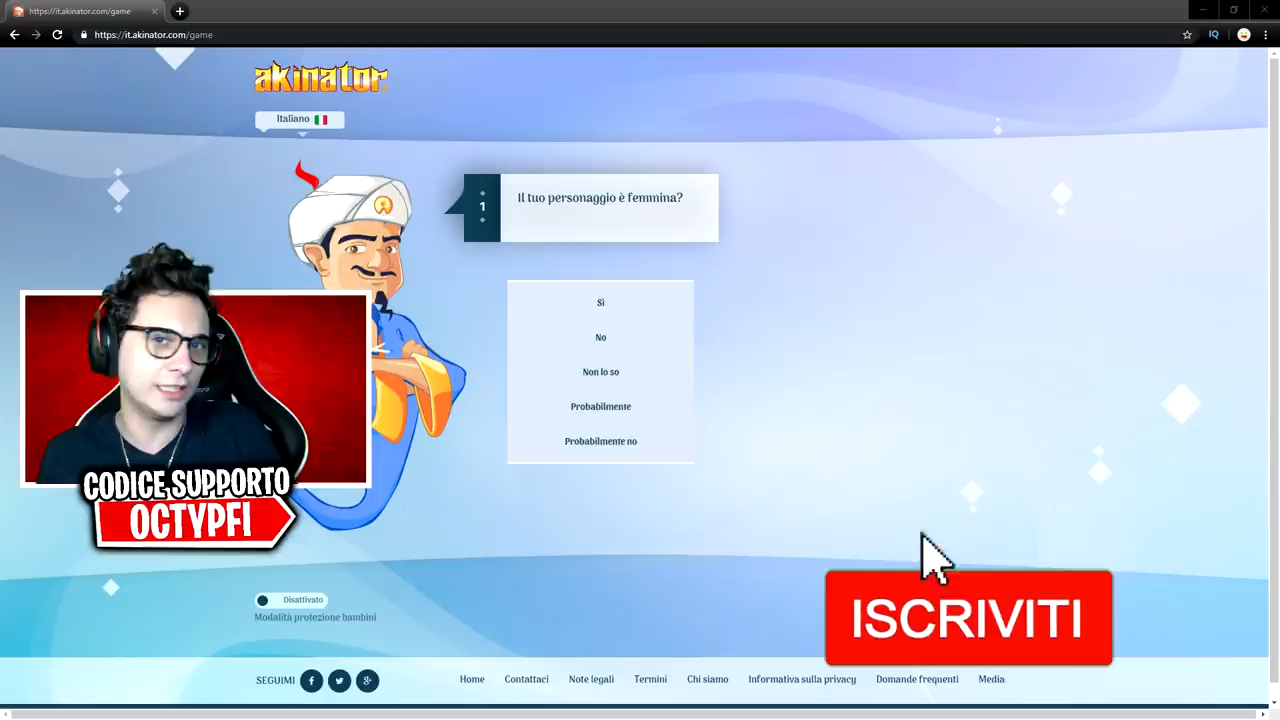 https://it.akinator.com/game
https://it.akinator.com/game
IQ
akinator
Italiano
1
Il tuo personaggio è femmina?
Sì
No
Non lo so
Probabilmente
Probabilmente no
CODICE SUPPORTO
OCTYPFI
Disattivato
Modalità protezione bambini
ISCRIVITI
SEGUIMI
Home
Contattaci
Note legali
Termini
Chi siamo
Informativa sulla privacy
Domande frequenti
Media